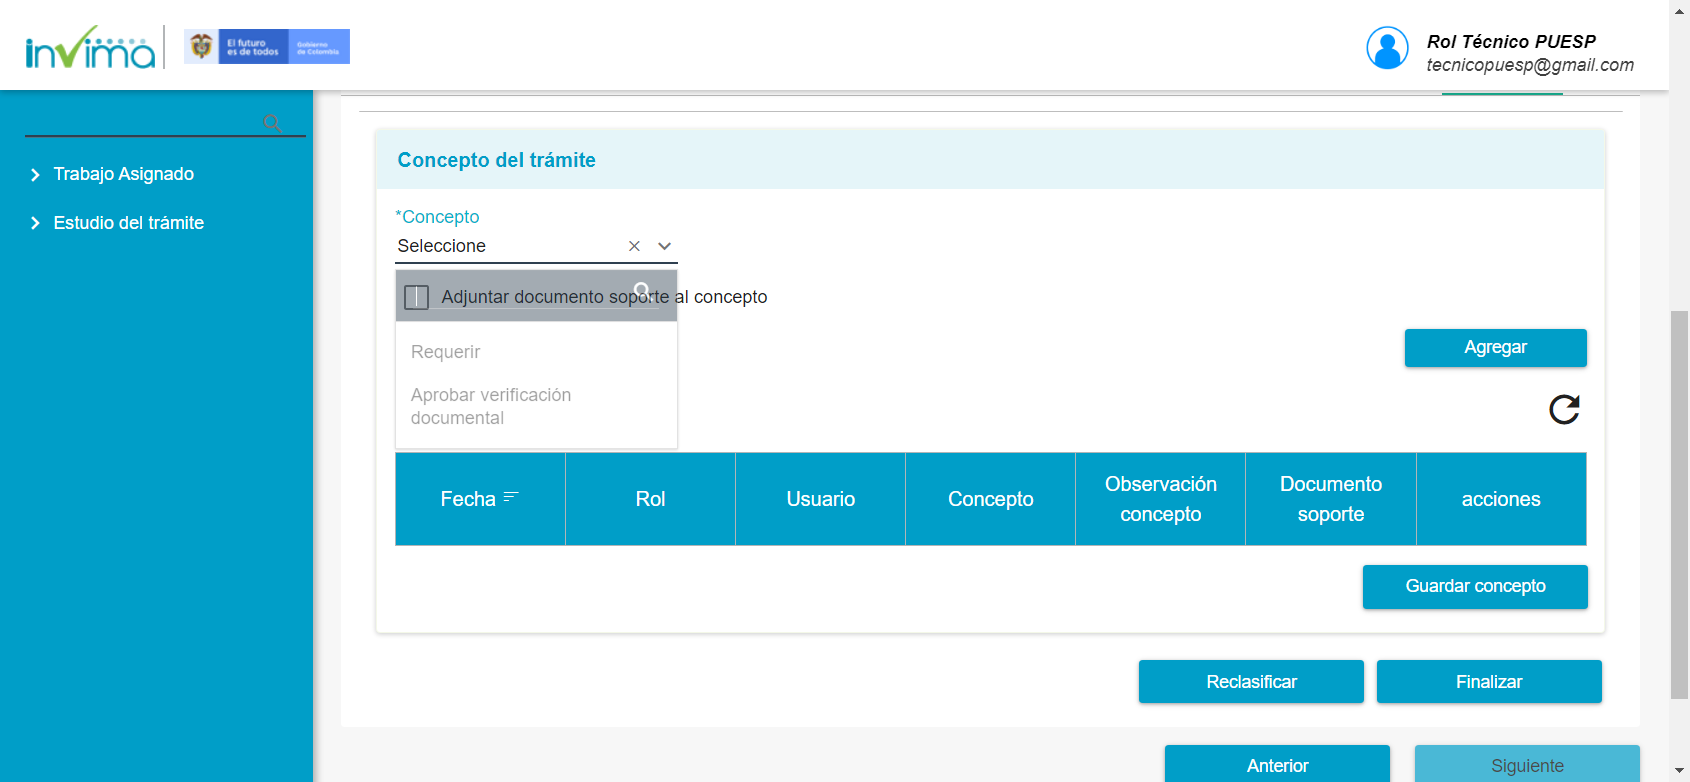 invima
El futuro
es de todos
Gobierno
de Colombia
Rol Técnico PUESP
tecnicopuesp@gmail.com
Trabajo Asignado
Estudio del trámite
Concepto del trámite
*Concepto
Seleccione
Adjuntar documento soporte al concepto
Requerir
Aprobar verificación
documental
Agregar
Fecha
Rol
Usuario
Concepto
Observación
concepto
Documento
soporte
acciones
Guardar concepto
Reclasificar
Finalizar
Anterior
Siguiente